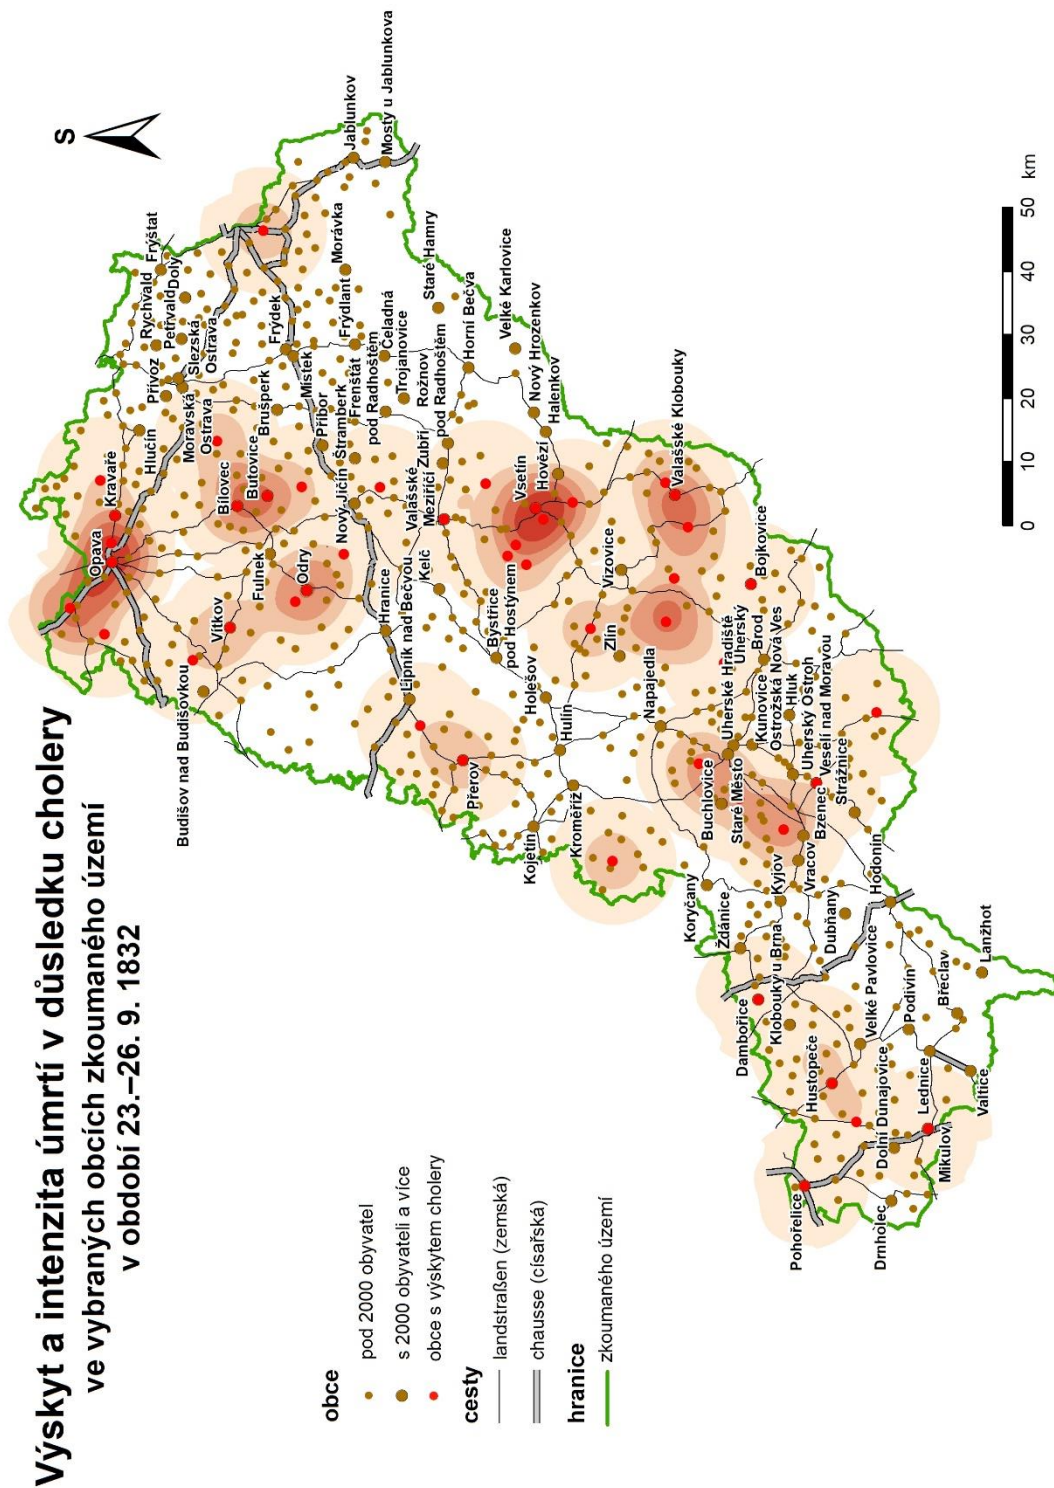 Výskyt a intenzita úmrtí v důsledku cholery
ve vybraných obcích zkoumaného území
v období 23.–26. 9. 1832
obce
pod 2000 obyvatel
s 2000 obyvateli a více
obce s výskytem cholery
cesty
landstraßen (zemská)
chausse (císařská)
hranice
zkoumaného území
S
Opava
Kravaře
Hlučín
Přívoz
Rychvald
Petřvald
Doly
Frýštat
Moravská
Ostrava
Slezská
Ostrava
Budišov nad Budišovkou
Vítkov
Bílovec
Butovice
Brušperk
Frýdek
Místek
Fulnek
Odry
Příbor
Nový Jičín
Štramberk
Frenštát
pod Radhoštěm
Frýdlant
Morávka
Jablunkov
Mosty u Jablunkova
Čeladná
Trojanovice
Staré Hamry
Hranice
Lipník nad Bečvou
Kelč
Valašské
Meziříčí
Zubří
Rožnov
pod Radhoštěm
Horní Bečva
Velké Karlovice
Přerov
Bystřice
pod Hostýnem
Holešov
Hulín
Vsetín
Hovězí
Halenkov
Nový Hrozenkov
Kojetín
Kroměříž
Zlín
Vizovice
Valašské Klobouky
Napajedla
Bojkovice
Uherské Hradiště
Uherský
Brod
Kunovice
Ostrožská Nová Ves
Hluk
Uherský Ostroh
Veselí nad Moravou
Strážnice
Buchlovice
Staré Město
Bzenec
Koryčany
Ždánice
Kyjov
Vracov
Hodonín
Dubňany
Dambořice
Klobouky u Brna
Velké Pavlovice
Hustopeče
Podivín
Břeclav
Lanžhot
Pohořelice
Dolní Dunajovice
Lednice
Valtice
Drnholec
Mikulov
0 10 20 30 40 50 km